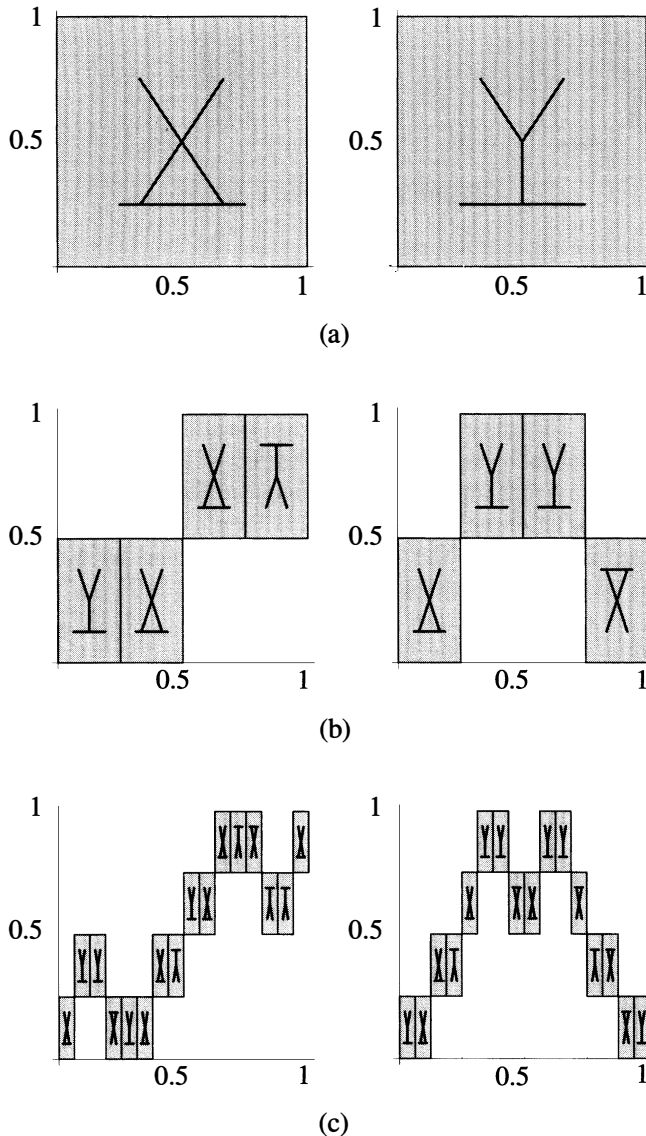 1 1
X Y
0.5 0.5
0.5 1 0.5 1
(a)
1 1
X Y Y Y
0.5 0.5
Y X X X
0.5 1 0.5 1
(b)
1 1
X Y X X Y Y Y Y
Y X Y Y X X X X
0.5 0.5
Y Y X Y X Y Y X
X X Y X Y X X Y
0.5 1 0.5 1
(c)